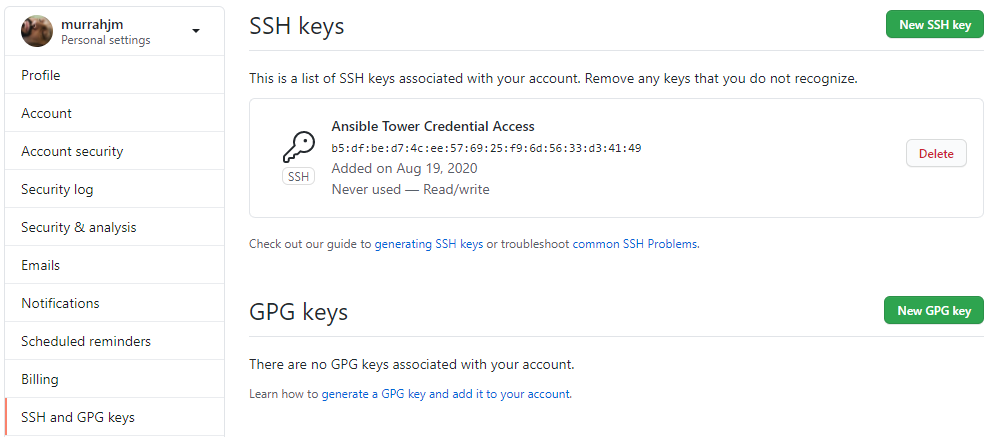 murrahjm
Personal settings
Profile
Account
Account security
Security log
Security & analysis
Emails
Notifications
Scheduled reminders
Billing
SSH and GPG keys
SSH keys
New SSH key
This is a list of SSH keys associated with your account. Remove any keys that you do not recognize.
SSH
Ansible Tower Credential Access
b5:df:be:d7:4c:ee:57:69:25:f9:6d:56:33:d3:41:49
Added on Aug 19, 2020
Never used — Read/write
Delete
Check out our guide to generating SSH keys or troubleshoot common SSH Problems.
GPG keys
New GPG key
There are no GPG keys associated with your account.
Learn how to generate a GPG key and add it to your account.